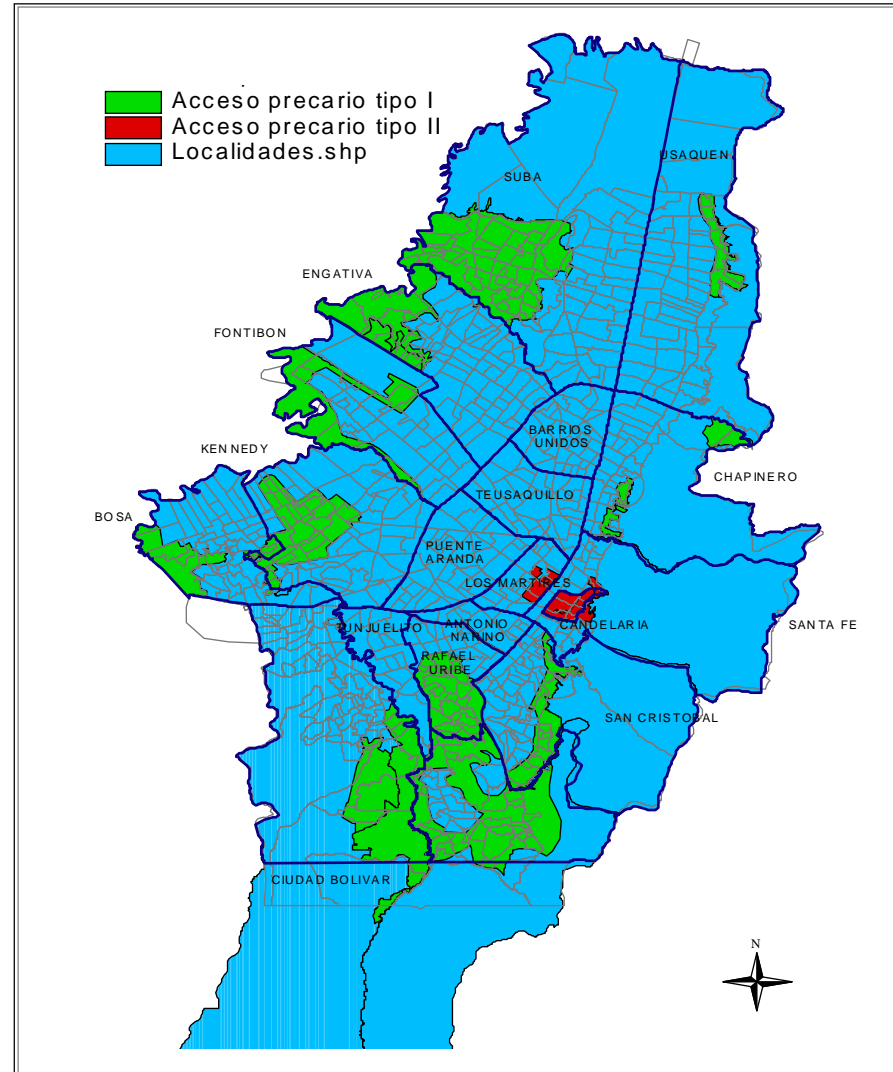 Acceso precario tipo I
Acceso precario tipo II
Localidades.shp
USAQUEN
SUBA
ENGATIVA
FONTIBON
BARRIOS
UNIDOS
KENNEDY
CHAPINERO
TEUSAQUILLO
BOSA
PUENTE
ARANDA
LOS MARTIRES
CANDELARIA
SANTA FE
TUNJUELITO
ANTONIO
NARINO
RAFAEL
URIBE
SAN CRISTOBAL
CIUDAD BOLIVAR
N